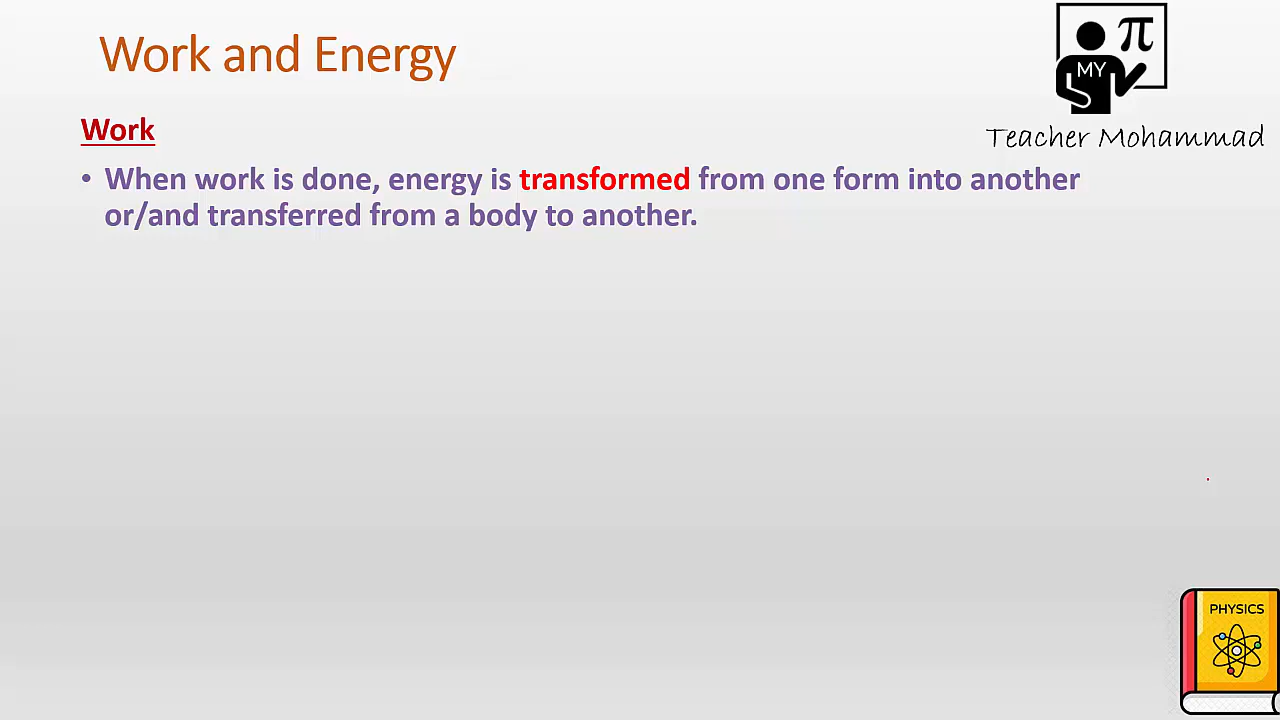 Work and Energy
π
MY
Teacher Mohammad
Work
• When work is done, energy is transformed from one form into another
or/and transferred from a body to another.
PHYSICS